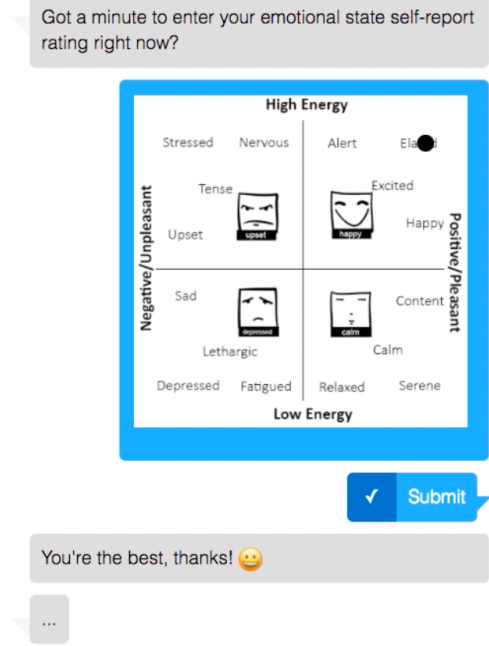 Got a minute to enter your emotional state self-report
rating right now?
High Energy
Stressed Nervous Alert
Tense Excited
upset happy
Upset Happy
Negative/Unpleasant
Positive/Pleasant
Sad Content
depressed calm
Lethargic Calm
Depressed Fatigued Relaxed Serene
Low Energy
✓ Submit
You're the best, thanks! 😀
...